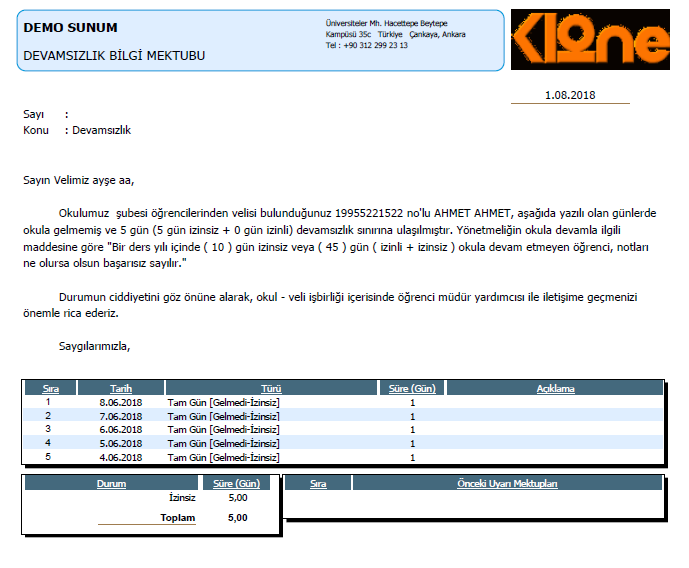 DEMO SUNUM
DEVAMSIZLIK BİLGİ MEKTUBU
Üniversiteler Mh. Hacettepe Beytepe
Kampüsü 35c Türkiye Çankaya, Ankara
Tel : +90 312 299 23 13
Klone
1.08.2018
Sayı :
Konu : Devamsızlık
Sayın Velimiz ayşe aa,
Okulumuz şubesi öğrencilerinden velisi bulunduğunuz 19955221522 no'lu AHMET AHMET, aşağıda yazılı olan günlerde
okula gelmemiş ve 5 gün (5 gün izinsiz + 0 gün izinli) devamsızlık sınırına ulaşılmıştır. Yönetmeliğin okula devamla ilgili
maddesine göre "Bir ders yılı içinde ( 10 ) gün izinsiz veya ( 45 ) gün ( izinli + izinsiz ) okula devam etmeyen öğrenci, notları
ne olursa olsun başarısız sayılır."
Durumun ciddiyetini göz önüne alarak, okul - veli işbirliği içerisinde öğrenci müdür yardımcısı ile iletişime geçmenizi
önemle rica ederiz.
Saygılarımızla,
Sıra Tarih Türü Süre (Gün) Açıklama
1 8.06.2018 Tam Gün [Gelmedi-İzinsiz] 1
2 7.06.2018 Tam Gün [Gelmedi-İzinsiz] 1
3 6.06.2018 Tam Gün [Gelmedi-İzinsiz] 1
4 5.06.2018 Tam Gün [Gelmedi-İzinsiz] 1
5 4.06.2018 Tam Gün [Gelmedi-İzinsiz] 1
Durum Süre (Gün) Sıra Önceki Uyarı Mektupları
İzinsiz 5,00
Toplam 5,00